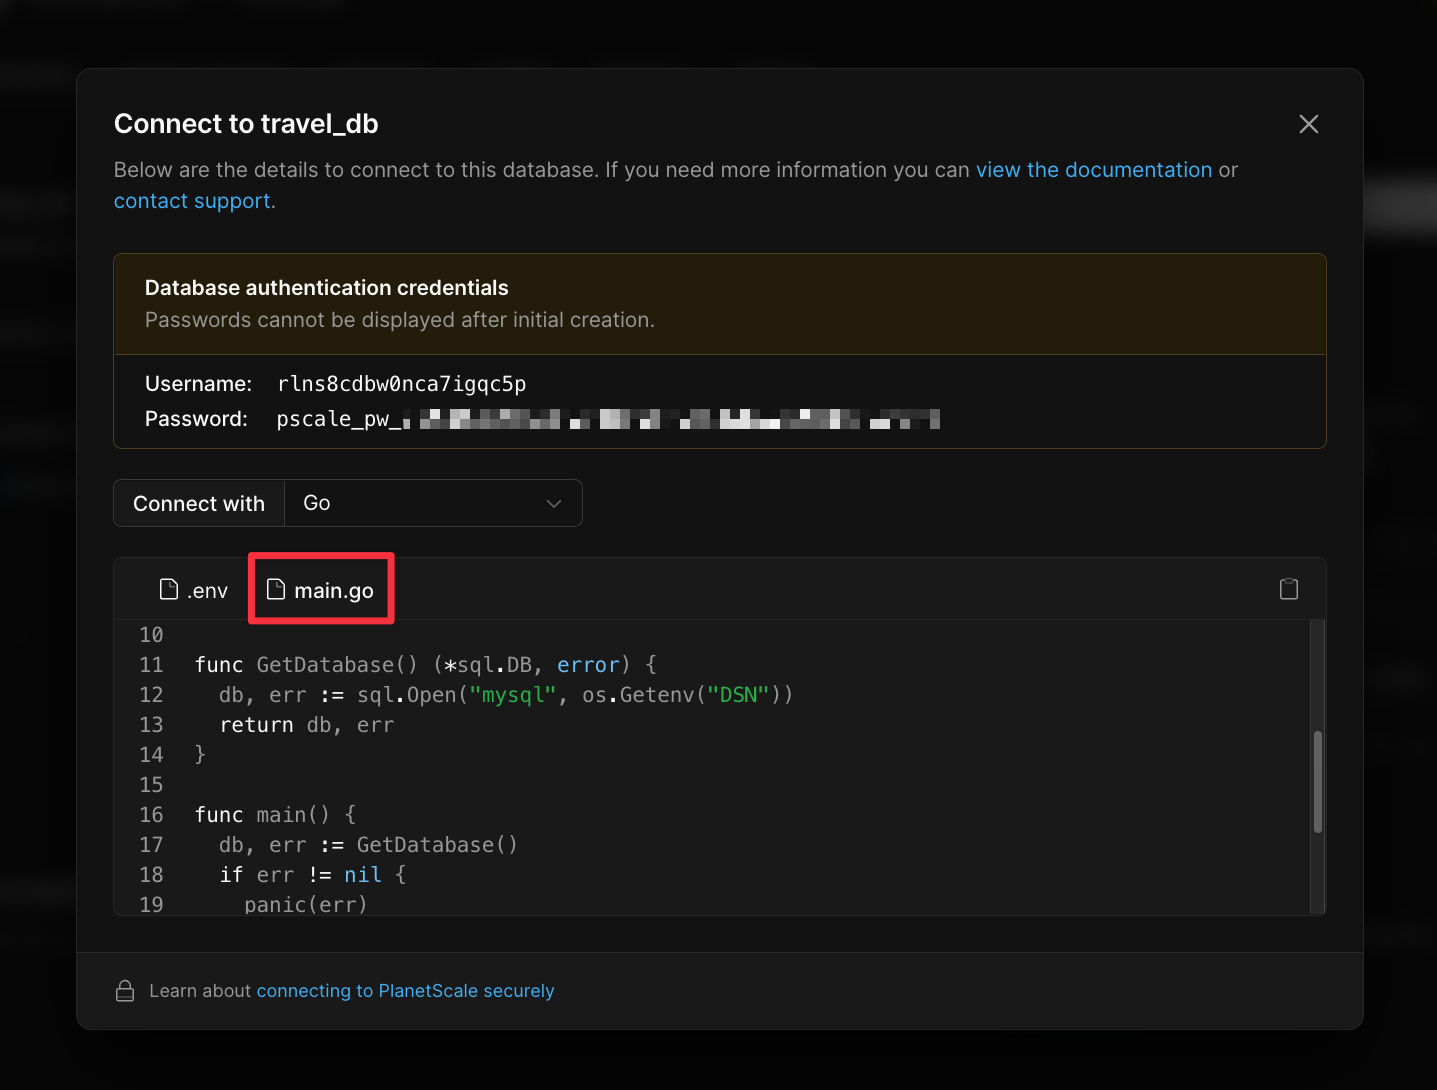 Connect to travel_db
Below are the details to connect to this database. If you need more information you can view the documentation or
contact support.
Database authentication credentials
Passwords cannot be displayed after initial creation.
Username: rlns8cdbw0nca7igqc5p
Password: pscale_pw_
Connect with Go
.env main.go
10
11 func GetDatabase() (*sql.DB, error) {
12   db, err := sql.Open("mysql", os.Getenv("DSN"))
13   return db, err
14 }
15
16 func main() {
17   db, err := GetDatabase()
18   if err != nil {
19     panic(err)
Learn about connecting to PlanetScale securely